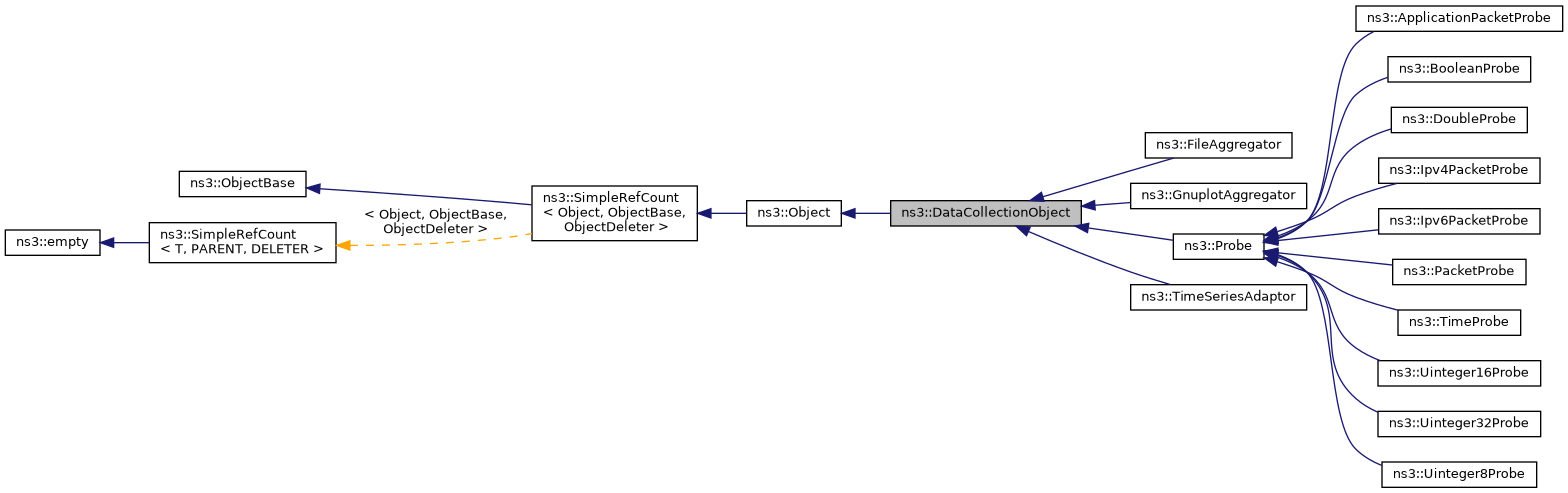 ns3::empty
ns3::ObjectBase
ns3::SimpleRefCount
< T, PARENT, DELETER >
< Object, ObjectBase,
ObjectDeleter >
ns3::SimpleRefCount
< Object, ObjectBase,
ObjectDeleter >
ns3::Object
ns3::DataCollectionObject
ns3::FileAggregator
ns3::GnuplotAggregator
ns3::Probe
ns3::TimeSeriesAdaptor
ns3::ApplicationPacketProbe
ns3::BooleanProbe
ns3::DoubleProbe
ns3::Ipv4PacketProbe
ns3::Ipv6PacketProbe
ns3::PacketProbe
ns3::TimeProbe
ns3::Uinteger16Probe
ns3::Uinteger32Probe
ns3::Uinteger8Probe